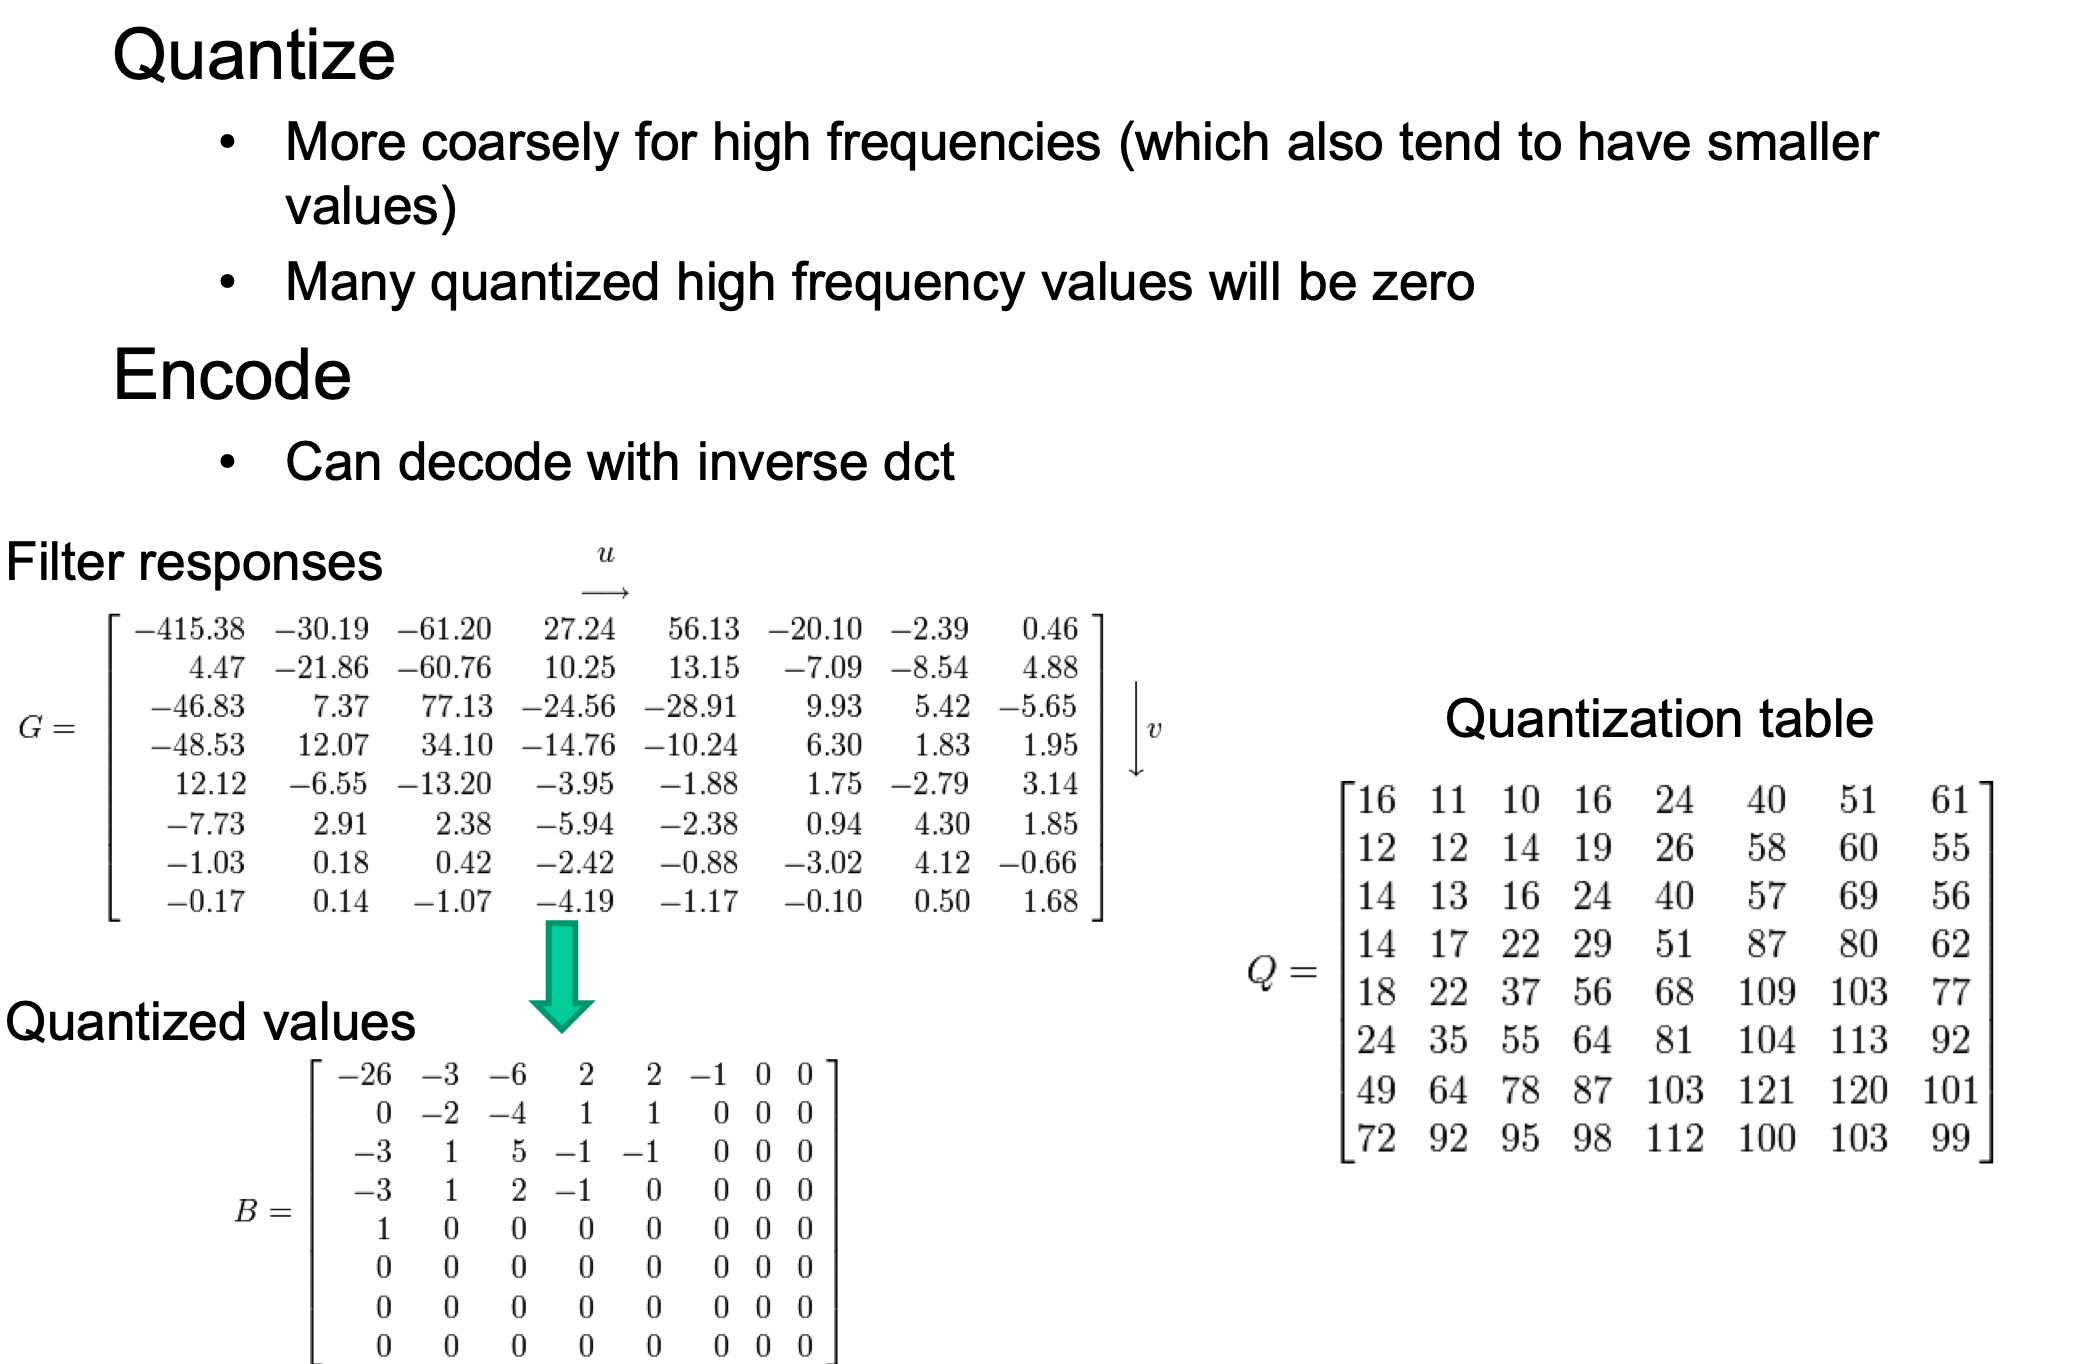 Quantize
• More coarsely for high frequencies (which also tend to have smaller
values)
• Many quantized high frequency values will be zero
Encode
• Can decode with inverse dct
Filter responses
u
→
G =
−415.38 −30.19 −61.20 27.24 56.13 −20.10 −2.39 0.46
4.47 −21.86 −60.76 10.25 13.15 −7.09 −8.54 4.88
−46.83 7.37 77.13 −24.56 −28.91 9.93 5.42 −5.65
−48.53 12.07 34.10 −14.76 −10.24 6.30 1.83 1.95
12.12 −6.55 −13.20 −3.95 −1.88 1.75 −2.79 3.14
−7.73 2.91 2.38 −5.94 −2.38 0.94 4.30 1.85
−1.03 0.18 0.42 −2.42 −0.88 −3.02 4.12 −0.66
−0.17 0.14 −1.07 −4.19 −1.17 −0.10 0.50 1.68
↓ v
Quantization table
Q =
16 11 10 16 24 40 51 61
12 12 14 19 26 58 60 55
14 13 16 24 40 57 69 56
14 17 22 29 51 87 80 62
18 22 37 56 68 109 103 77
24 35 55 64 81 104 113 92
49 64 78 87 103 121 120 101
72 92 95 98 112 100 103 99
Quantized values
B =
−26 −3 −6 2 2 −1 0 0
0 −2 −4 1 1 0 0 0
−3 1 5 −1 −1 0 0 0
−3 1 2 −1 0 0 0 0
1 0 0 0 0 0 0 0
0 0 0 0 0 0 0 0
0 0 0 0 0 0 0 0
0 0 0 0 0 0 0 0